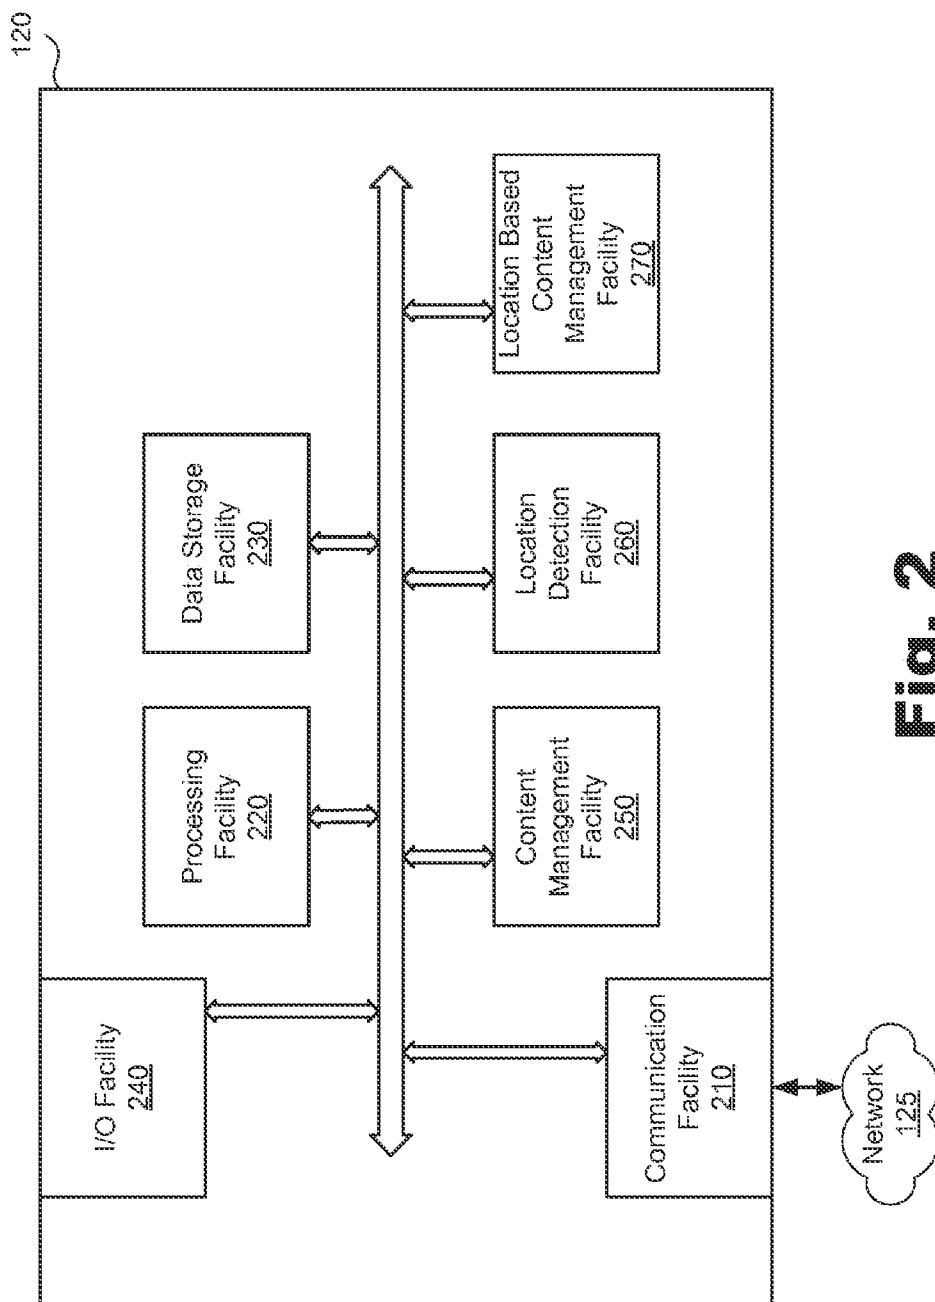 120
I/O Facility
240
Processing
Facility
220
Data Storage
Facility
230
Communication
Facility
210
Content
Management
Facility
250
Location
Detection
Facility
260
Location Based
Content
Management
Facility
270
Network
125
Fig. 2